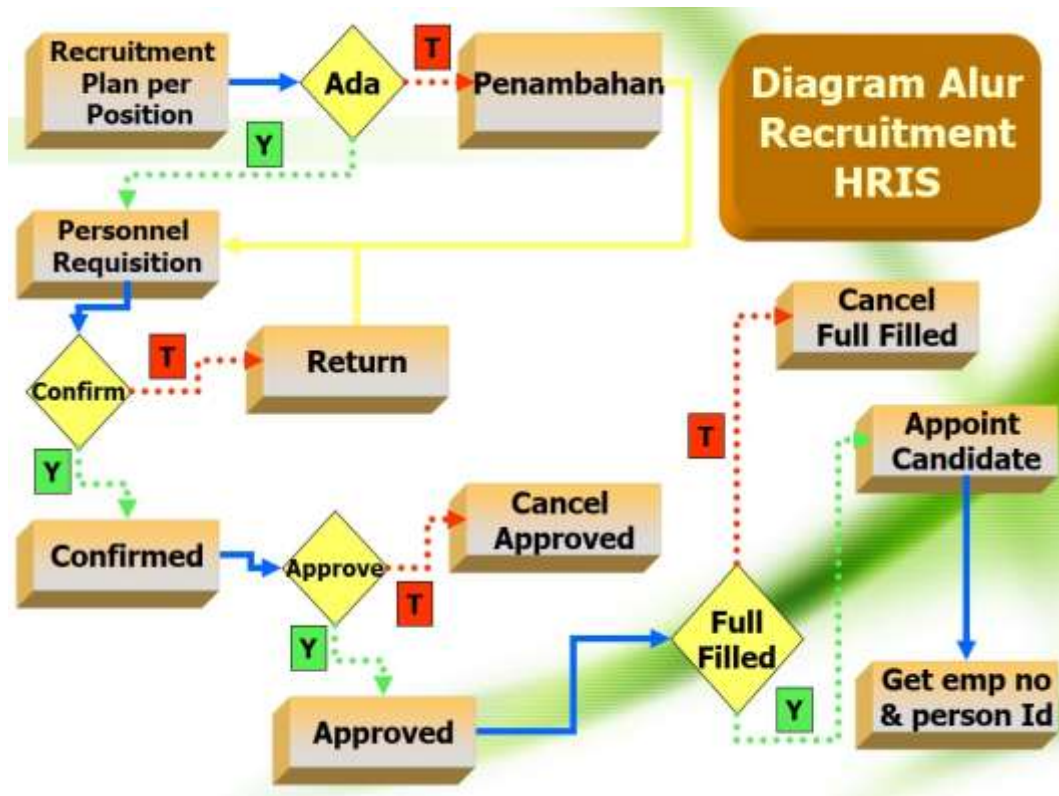 Recruitment
Plan per
Position
Ada
T
Penambahan
Diagram Alur
Recruitment
HRIS
Y
Personnel
Requisition
Confirm
T
Return
Cancel
Full Filled
Y
T
Appoint
Candidate
Confirmed
Approve
T
Cancel
Approved
Y
Approved
Full
Filled
Y
Get emp no
& person Id